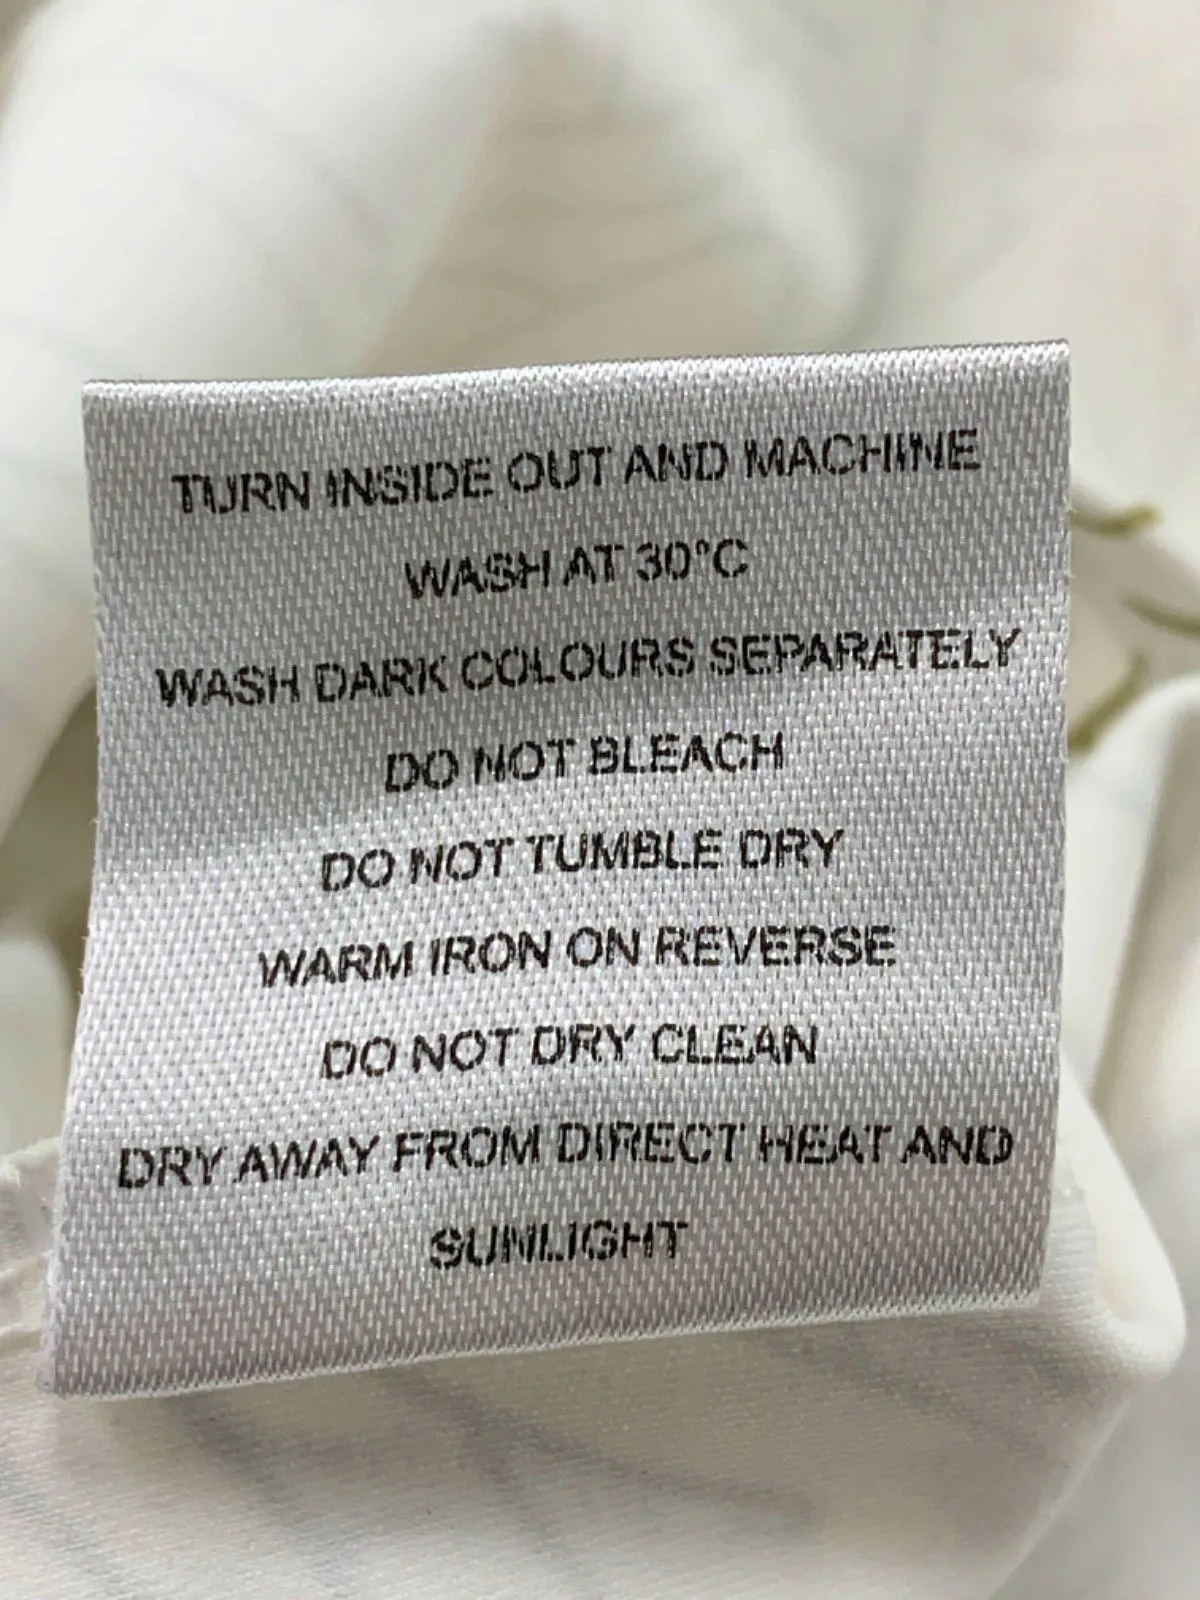 TURN INSIDE OUT AND MACHINE
WASH AT 30°C
WASH DARK COLOURS SEPARATELY
DO NOT BLEACH
DO NOT TUMBLE DRY
WARM IRON ON REVERSE
DO NOT DRY CLEAN
DRY AWAY FROM DIRECT HEAT AND
SUNLIGHT